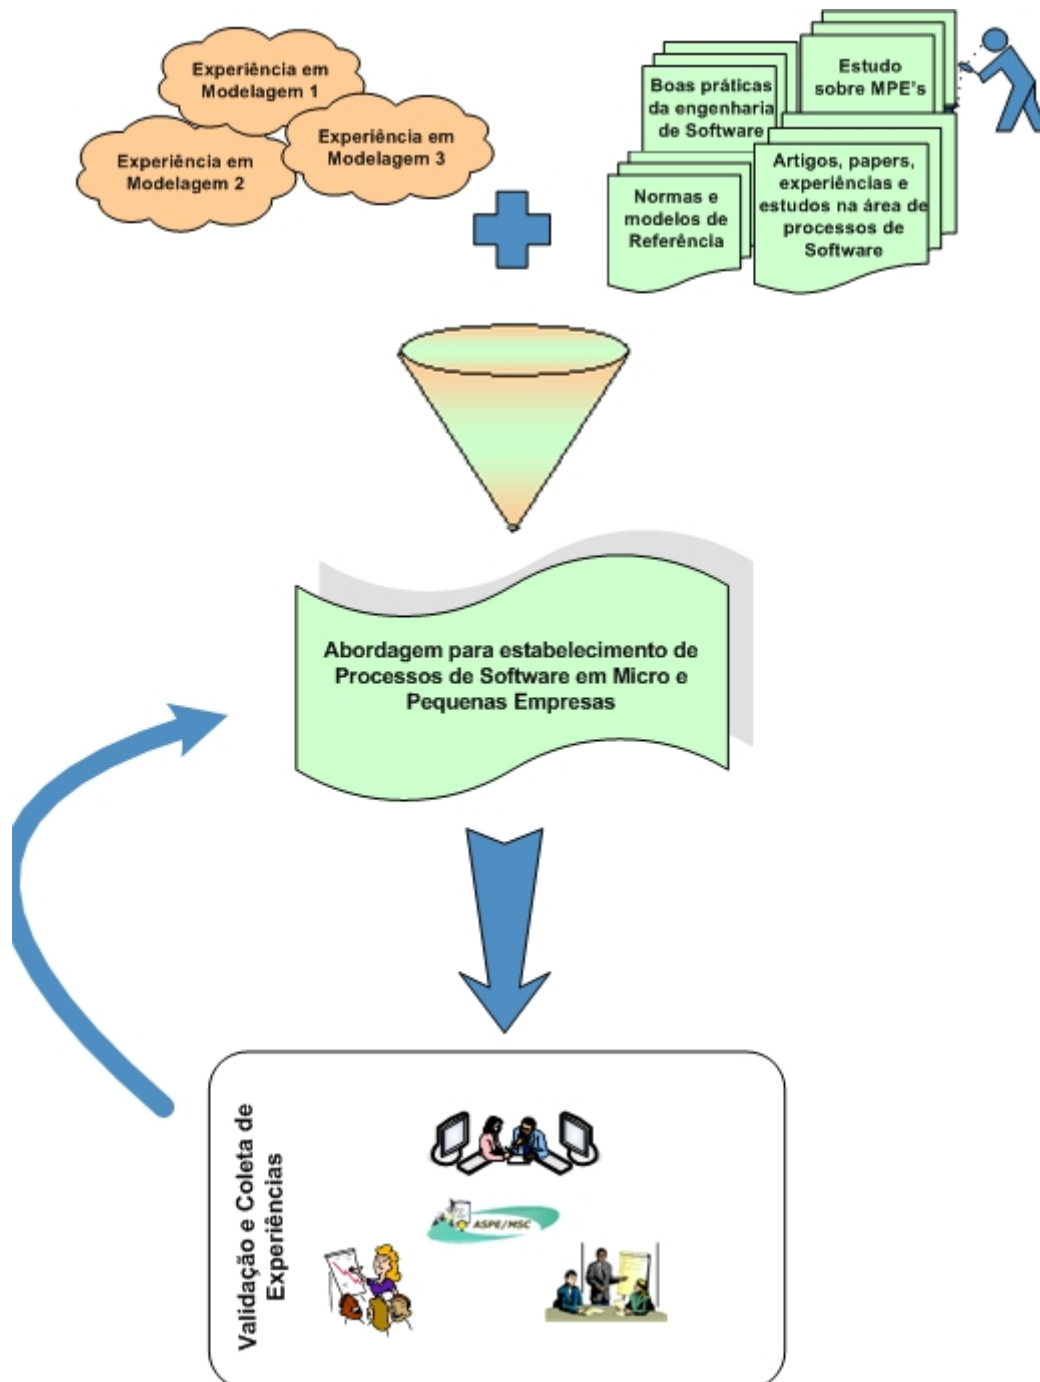 Experiência em
Modelagem 1
Experiência em
Modelagem 2
Experiência em
Modelagem 3
Boas práticas
da engenharia
de Software
Estudo
sobre MPE's
Normas e
modelos de
Referência
Artigos, papers,
experiências e
estudos na área de
processos de
Software
Abordagem para estabelecimento de
Processos de Software em Micro e
Pequenas Empresas
Validação e Coleta de
Experiências
ASPE/MSC